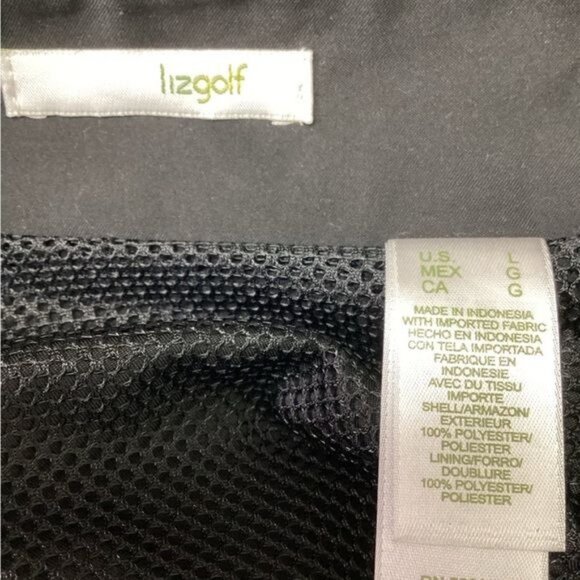 lizgolf
U.S. L
MEX G
CA G
MADE IN INDONESIA
WITH IMPORTED FABRIC
HECHO EN INDONESIA
CON TELA IMPORTADA
FABRIQUE EN
INDONESIE
AVEC DU TISSU
IMPORTE
SHELL/ARMAZON/
EXTERIEUR
100% POLYESTER/
POLIESTER
LINING/FORRO/
DOUBLURE
100% POLYESTER/
POLIESTER